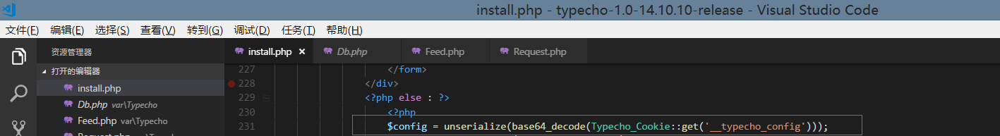 install.php - typecho-1.0-14.10.10-release - Visual Studio Code
文件(F) 编辑(E) 选择(S) 查看(V) 转到(G) 调试(D) 任务(T) 帮助(H)
资源管理器
install.php × Db.php Feed.php Request.php
打开的编辑器
install.php
Db.php var\Typecho
Feed.php var\Typecho
Request.php var\Typecho
227 </form>
228 </div>
229 <?php else : ?>
230 <?php
231 $config = unserialize(base64_decode(Typecho_Cookie::get('__typecho_config')));